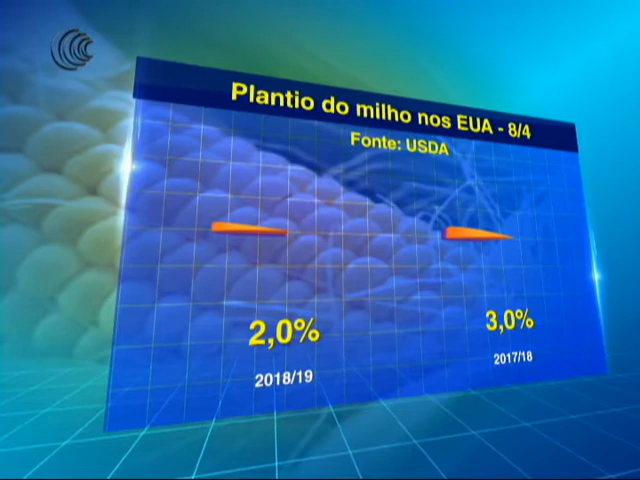 Plantio do milho nos EUA - 8/4
Fonte: USDA
2,0%
3,0%
2018/19
2017/18